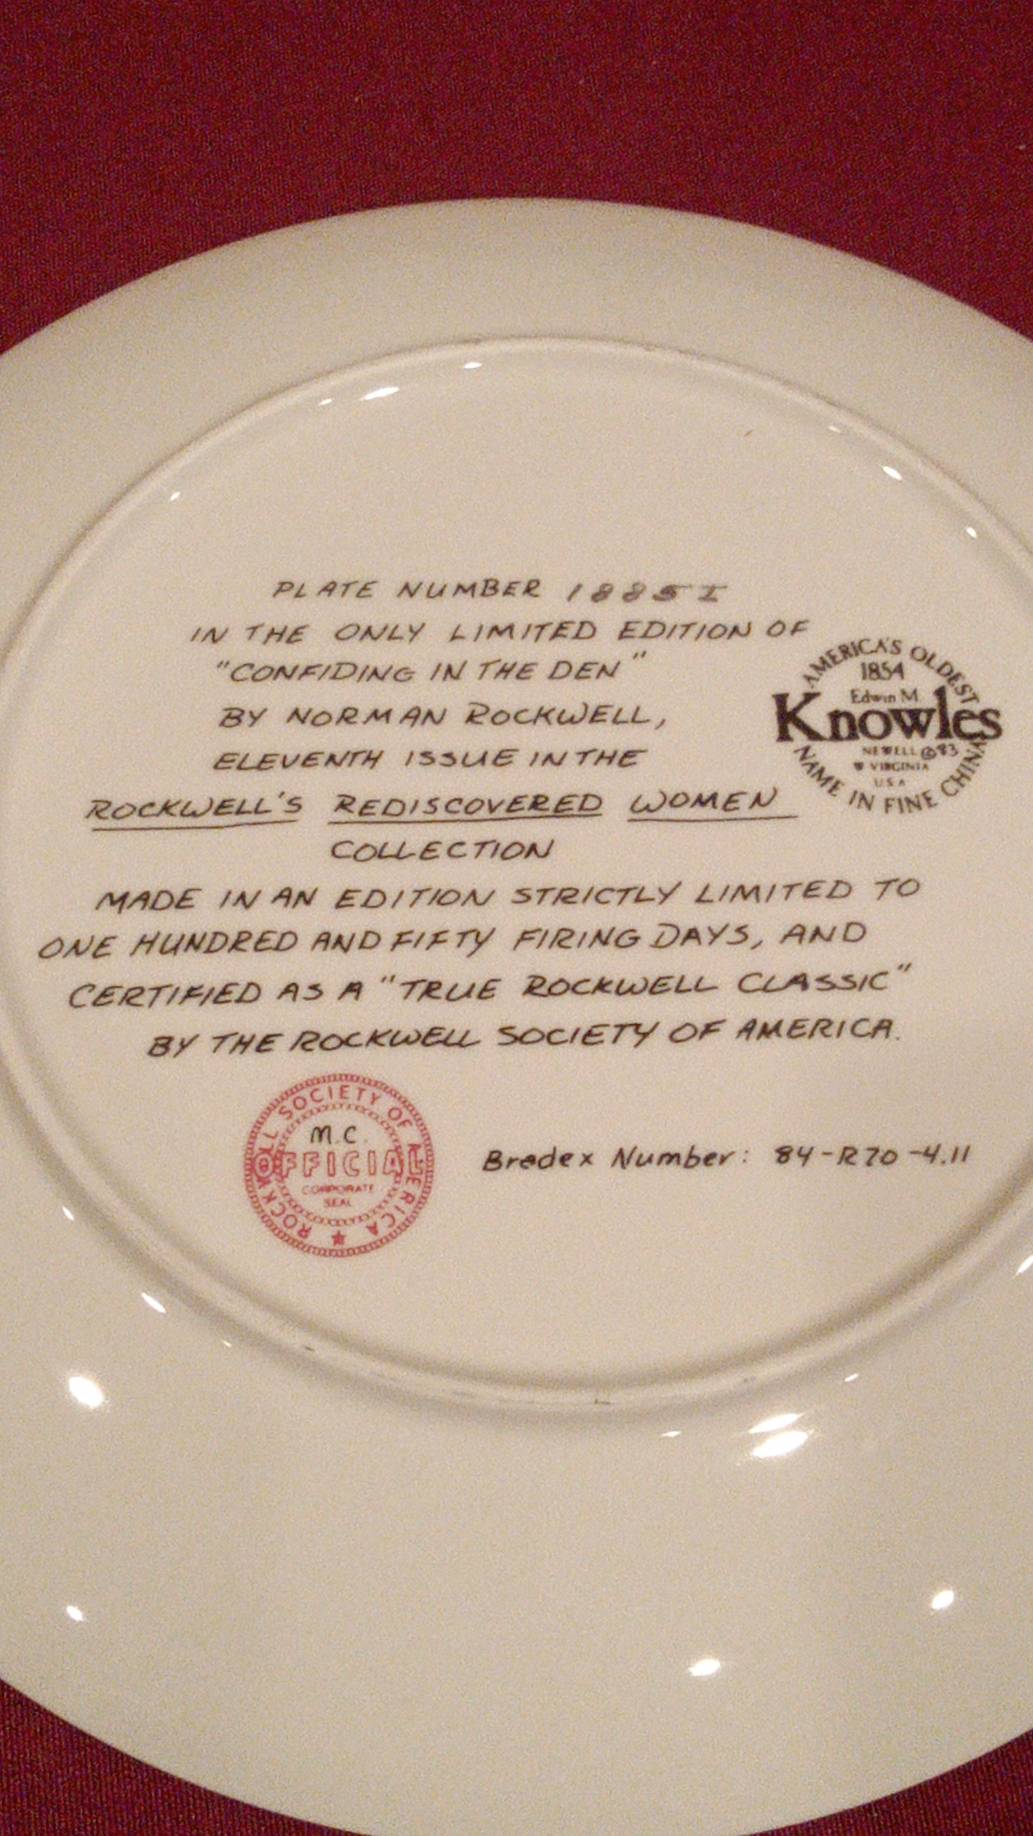 PLATE NUMBER 18851
IN THE ONLY LIMITED EDITION OF
"CONFIDING IN THE DEN"
BY NORMAN ROCKWELL,
ELEVENTH ISSUE IN THE
ROCKWELL'S REDISCOVERED WOMEN
COLLECTION
MADE IN AN EDITION STRICTLY LIMITED TO
ONE HUNDRED AND FIFTY FIRING DAYS, AND
CERTIFIED AS A "TRUE ROCKWELL CLASSIC"
BY THE ROCKWELL SOCIETY OF AMERICA.
AMERICA'S OLDEST
1854
Edwin M.
Knowles
NEWELL ©83
W VIRGINIA
USA
NAME IN FINE CHINA
ROCKWELL SOCIETY OF AMERICA
M.C.
OFFICIAL
CORPORATE
SEAL
Bradex Number: 84-R70-4.11